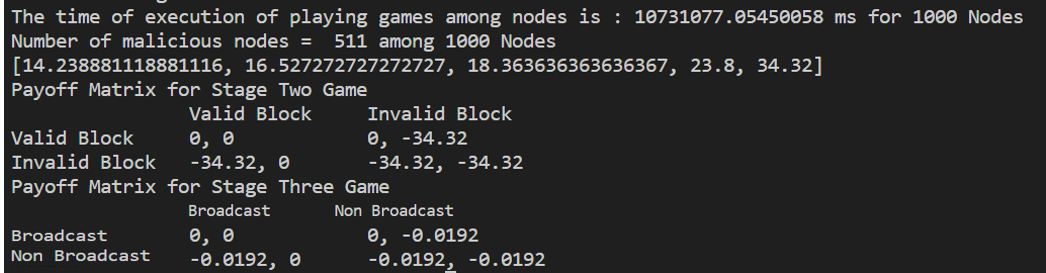 The time of execution of playing games among nodes is : 10731077.05450058 ms for 1000 Nodes
Number of malicious nodes =  511 among 1000 Nodes
[14.238881118881116, 16.527272727272727, 18.363636363636367, 23.8, 34.32]
Payoff Matrix for Stage Two Game
Valid Block Invalid Block
Valid Block 0, 0 0, -34.32
Invalid Block -34.32, 0 -34.32, -34.32
Payoff Matrix for Stage Three Game
Broadcast Non Broadcast
Broadcast 0, 0 0, -0.0192
Non Broadcast -0.0192, 0 -0.0192, -0.0192